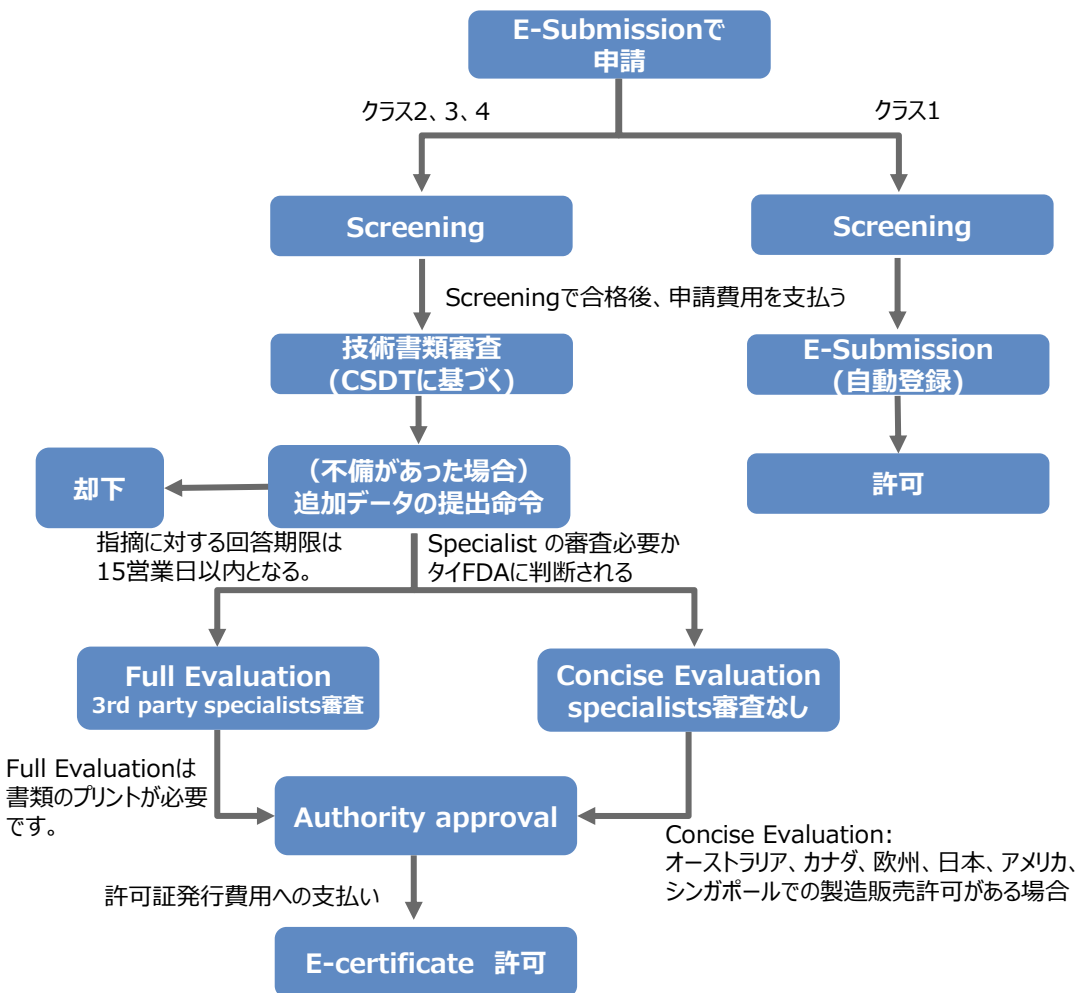 E-Submissionで
申請
クラス2、3、4
クラス1
Screening
Screening
Screeningで合格後、申請費用を支払う
技術書類審査
(CSDTに基づく)
E-Submission
(自動登録)
却下
（不備があった場合）
追加データの提出命令
許可
指摘に対する回答期限は
15営業日以内となる。
Specialist の審査必要か
タイFDAに判断される
Full Evaluation
3rd party specialists審査
Concise Evaluation
specialists審査なし
Full Evaluationは
書類のプリントが必要
です。
Authority approval
Concise Evaluation:
オーストラリア、カナダ、欧州、日本、アメリカ、
シンガポールでの製造販売許可がある場合
許可証発行費用への支払い
E-certificate 許可